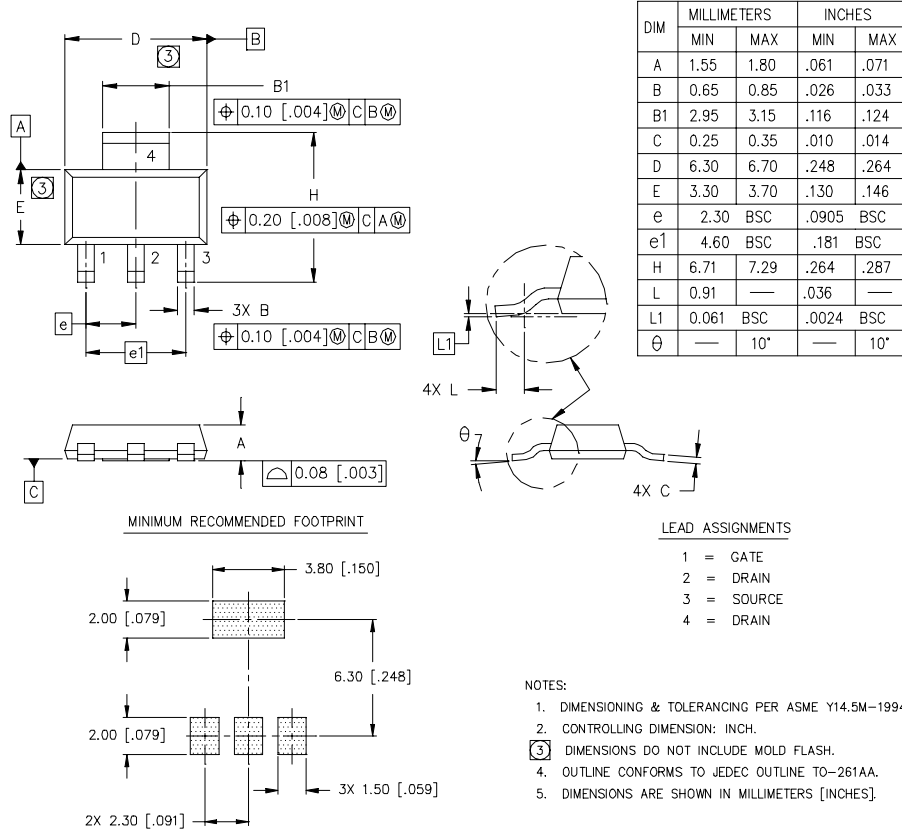 D
B
3
B1
⌖ 0.10 [.004]Ⓜ C BⓂ
A
4
3
E
H
⌖ 0.20 [.008]Ⓜ C AⓂ
1 2 3
3X B
e
⌖ 0.10 [.004]Ⓜ C BⓂ
e1
L1
4X L
DIM MILLIMETERS INCHES
MIN MAX MIN MAX
A 1.55 1.80 .061 .071
B 0.65 0.85 .026 .033
B1 2.95 3.15 .116 .124
C 0.25 0.35 .010 .014
D 6.30 6.70 .248 .264
E 3.30 3.70 .130 .146
e 2.30 BSC .0905 BSC
e1 4.60 BSC .181 BSC
H 6.71 7.29 .264 .287
L 0.91 — .036 —
L1 0.061 BSC .0024 BSC
θ — 10° — 10°
A
C
⌓ 0.08 [.003]
θ
4X C
MINIMUM RECOMMENDED FOOTPRINT
3.80 [.150]
2.00 [.079]
6.30 [.248]
2.00 [.079]
3X 1.50 [.059]
2X 2.30 [.091]
LEAD ASSIGNMENTS
1 = GATE
2 = DRAIN
3 = SOURCE
4 = DRAIN
NOTES:
1. DIMENSIONING & TOLERANCING PER ASME Y14.5M-1994
2. CONTROLLING DIMENSION: INCH.
3 DIMENSIONS DO NOT INCLUDE MOLD FLASH.
4. OUTLINE CONFORMS TO JEDEC OUTLINE TO-261AA.
5. DIMENSIONS ARE SHOWN IN MILLIMETERS [INCHES].